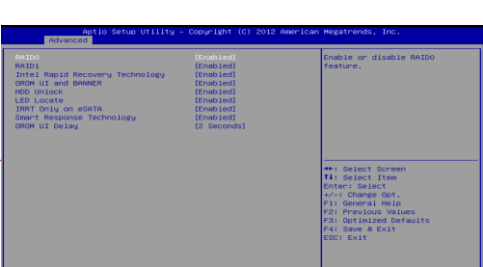 Aptio Setup Utility – Copyright (C) 2012 American Megatrends, Inc.
Advanced
RAID0 [Enabled]
RAID1 [Enabled]
Intel Rapid Recovery Technology [Enabled]
OROM UI and BANNER [Enabled]
HDD Unlock [Enabled]
LED Locate [Enabled]
IRRT Only on eSATA [Enabled]
Smart Response Technology [Enabled]
OROM UI Delay [2 Seconds]
Enable or disable RAID0
feature.
→←: Select Screen
↑↓: Select Item
Enter: Select
+/-: Change Opt.
F1: General Help
F2: Previous Values
F3: Optimized Defaults
F4: Save & Exit
ESC: Exit